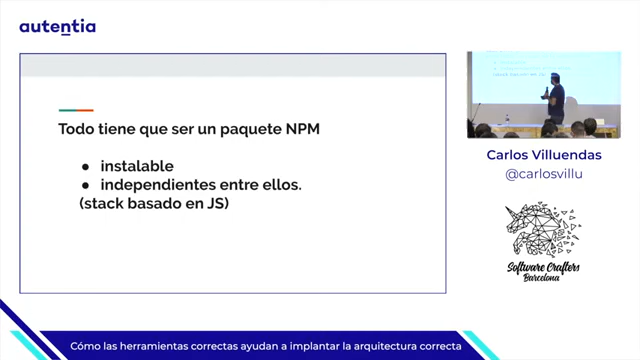 autentia
Todo tiene que ser un paquete NPM
● instalable
● independientes entre ellos.
(stack basado en JS)
Carlos Villuendas
@carlosvillu
Software Crafters
Barcelona
Cómo las herramientas correctas ayudan a implantar la arquitectura correcta